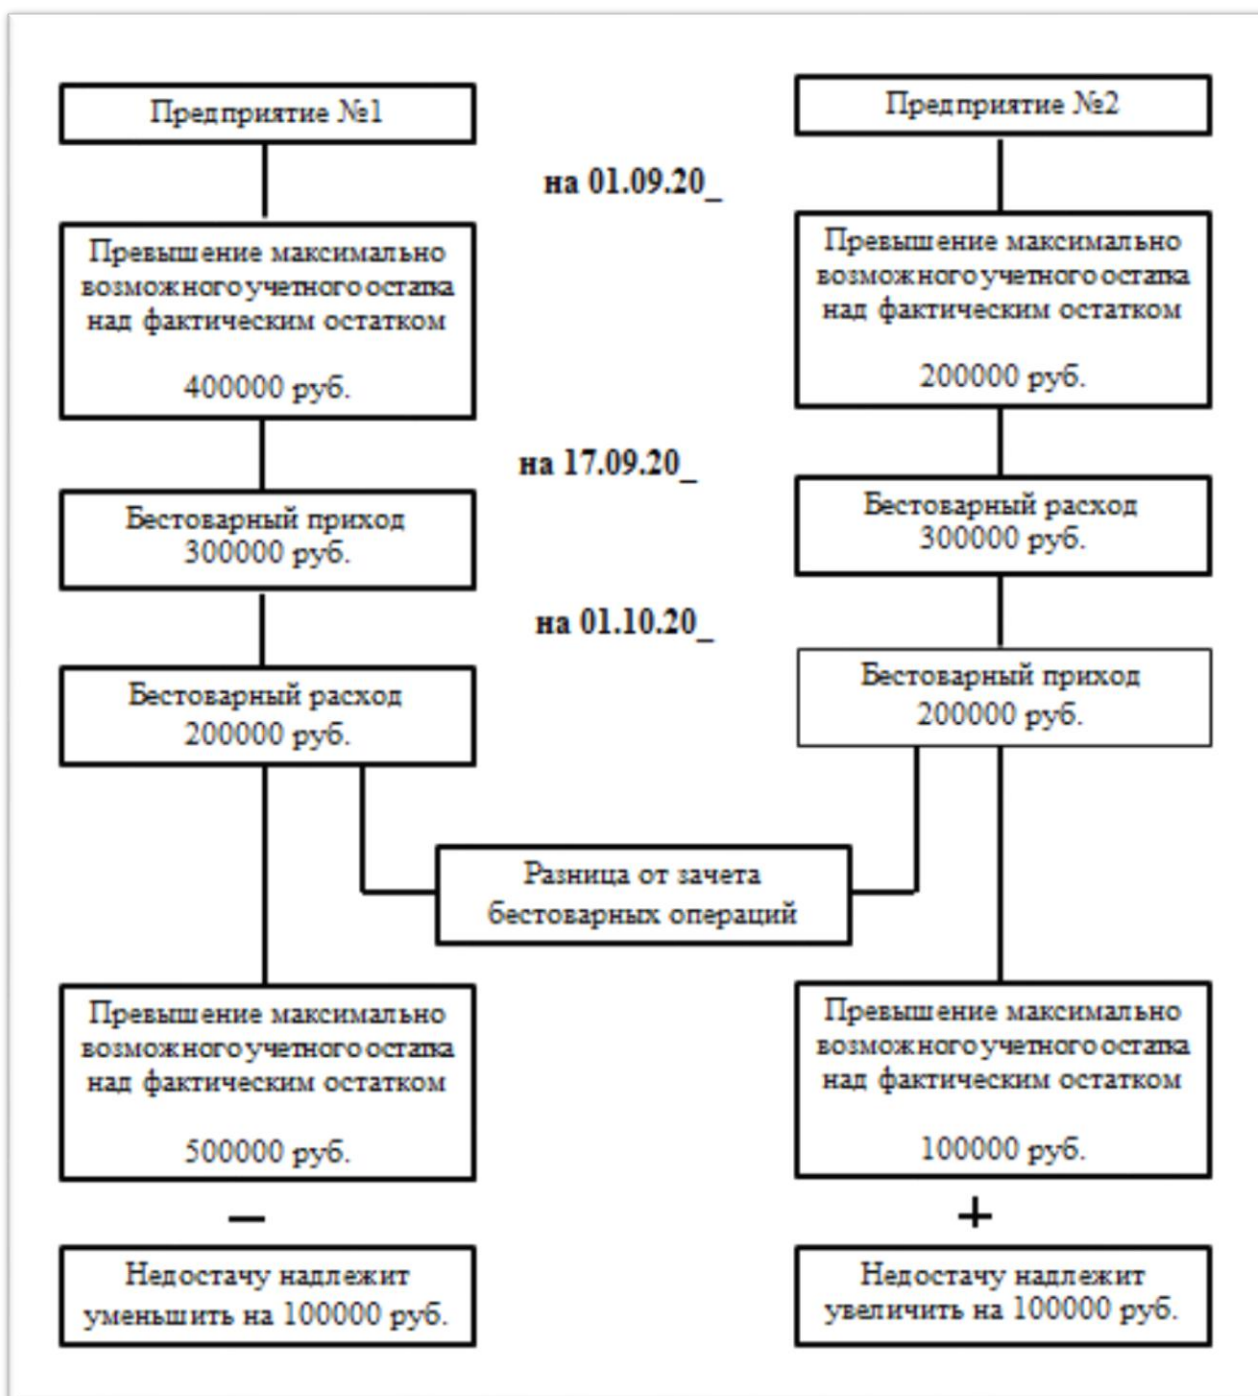 Предприятие №1
Предприятие №2
на 01.09.20_
Превышение максимально
возможного учетного остатка
над фактическим остатком
400000 руб.
Превышение максимально
возможного учетного остатка
над фактическим остатком
200000 руб.
на 17.09.20_
Бестоварный приход
300000 руб.
Бестоварный расход
300000 руб.
на 01.10.20_
Бестоварный расход
200000 руб.
Бестоварный приход
200000 руб.
Разница от зачета
бестоварных операций
Превышение максимально
возможного учетного остатка
над фактическим остатком
500000 руб.
Превышение максимально
возможного учетного остатка
над фактическим остатком
100000 руб.
–
+
Недостачу надлежит
уменьшить на 100000 руб.
Недостачу надлежит
увеличить на 100000 руб.